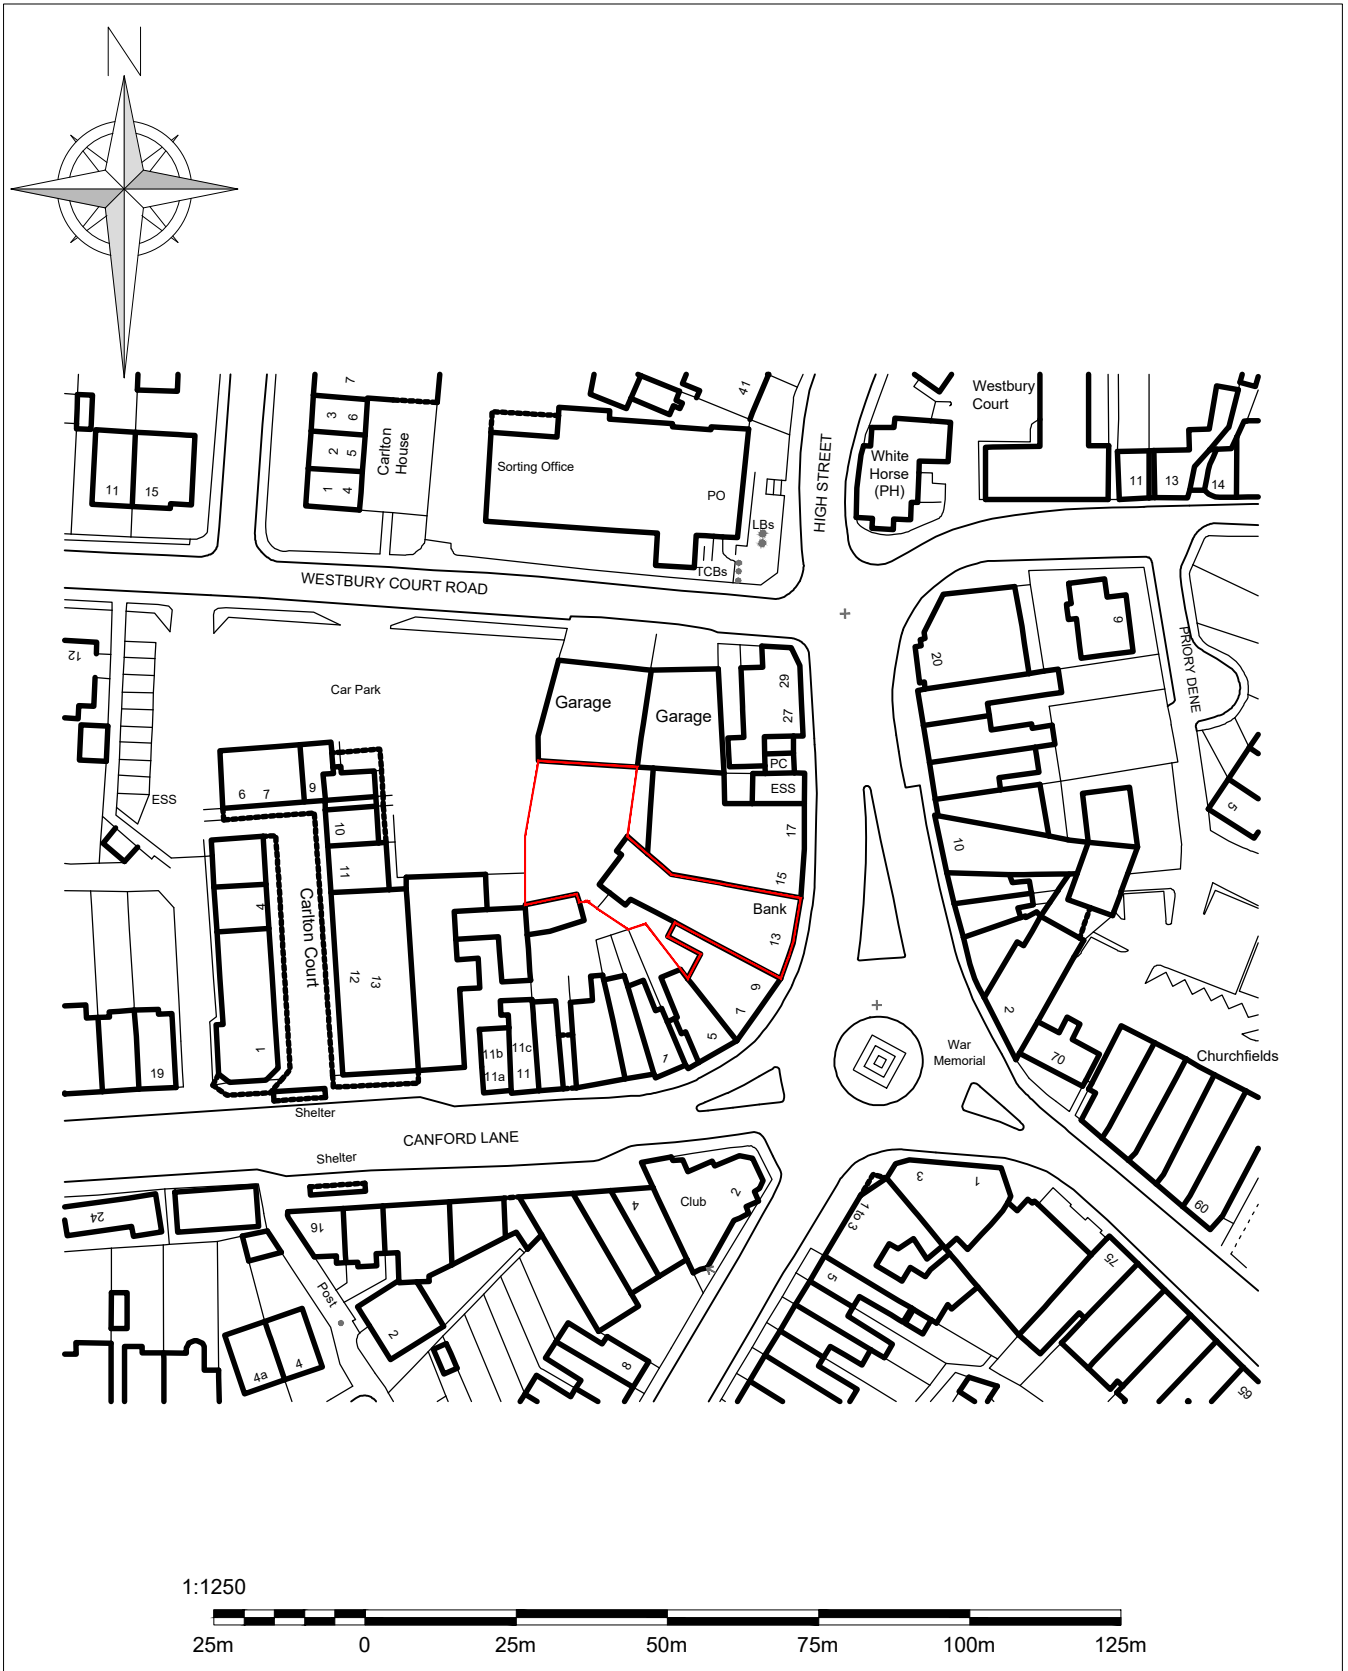 N
7
3
6
2
5
1
4
Carlton
House
11
15
Sorting Office
PO
LBs
TCBs
41
HIGH STREET
White
Horse
(PH)
Westbury
Court
11
13
14
WESTBURY COURT ROAD
12
Car Park
ESS
Garage
Garage
29
27
PC
ESS
17
15
Bank
13
20
9
PRIORY DENE
5
10
6
7
9
10
11
4
Carlton Court
12
13
1
19
11b
11c
11a
11
1
5
7
9
2
70
War
Memorial
Churchfields
Shelter
CANFORD LANE
Shelter
24
16
4
Club
2
Post
2
4a
4
8
3
1
1 to 3
5
75
60
65
1:1250
25m
0
25m
50m
75m
100m
125m